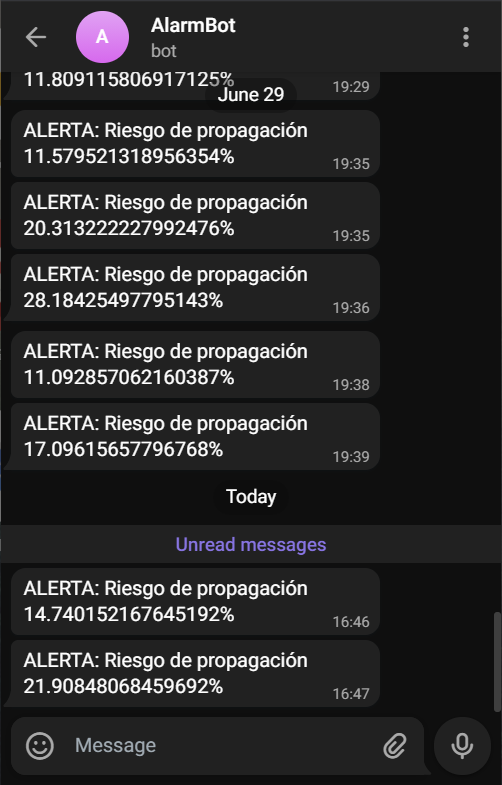 AlarmBot
A
bot
11.809115806917125%
19:29
June 29
ALERTA: Riesgo de propagación
11.579521318956354%
19:35
ALERTA: Riesgo de propagación
20.313222227992476%
19:35
ALERTA: Riesgo de propagación
28.18425497795143%
19:36
ALERTA: Riesgo de propagación
11.092857062160387%
19:38
ALERTA: Riesgo de propagación
17.09615657796768%
19:39
Today
Unread messages
ALERTA: Riesgo de propagación
14.740152167645192%
16:46
ALERTA: Riesgo de propagación
21.90848068459692%
16:47
Message